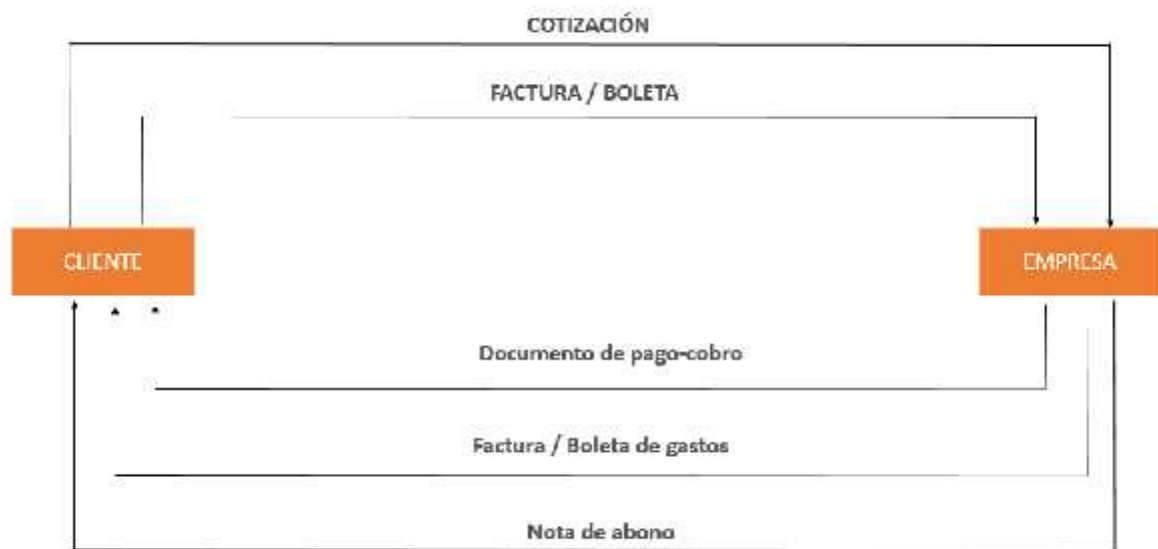 COTIZACIÓN
FACTURA / BOLETA
CLIENTE
EMPRESA
Documento de pago-cobro
Factura / Boleta de gastos
Nota de abono